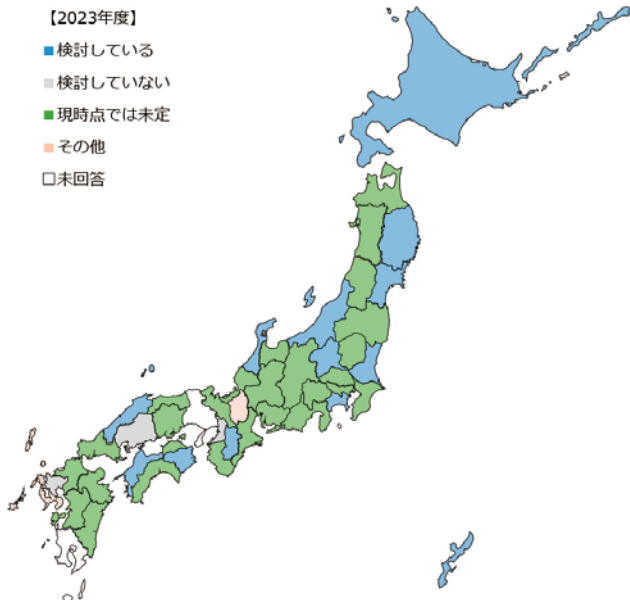 【2023年度】
検討している
検討していない
現時点では未定
その他
未回答